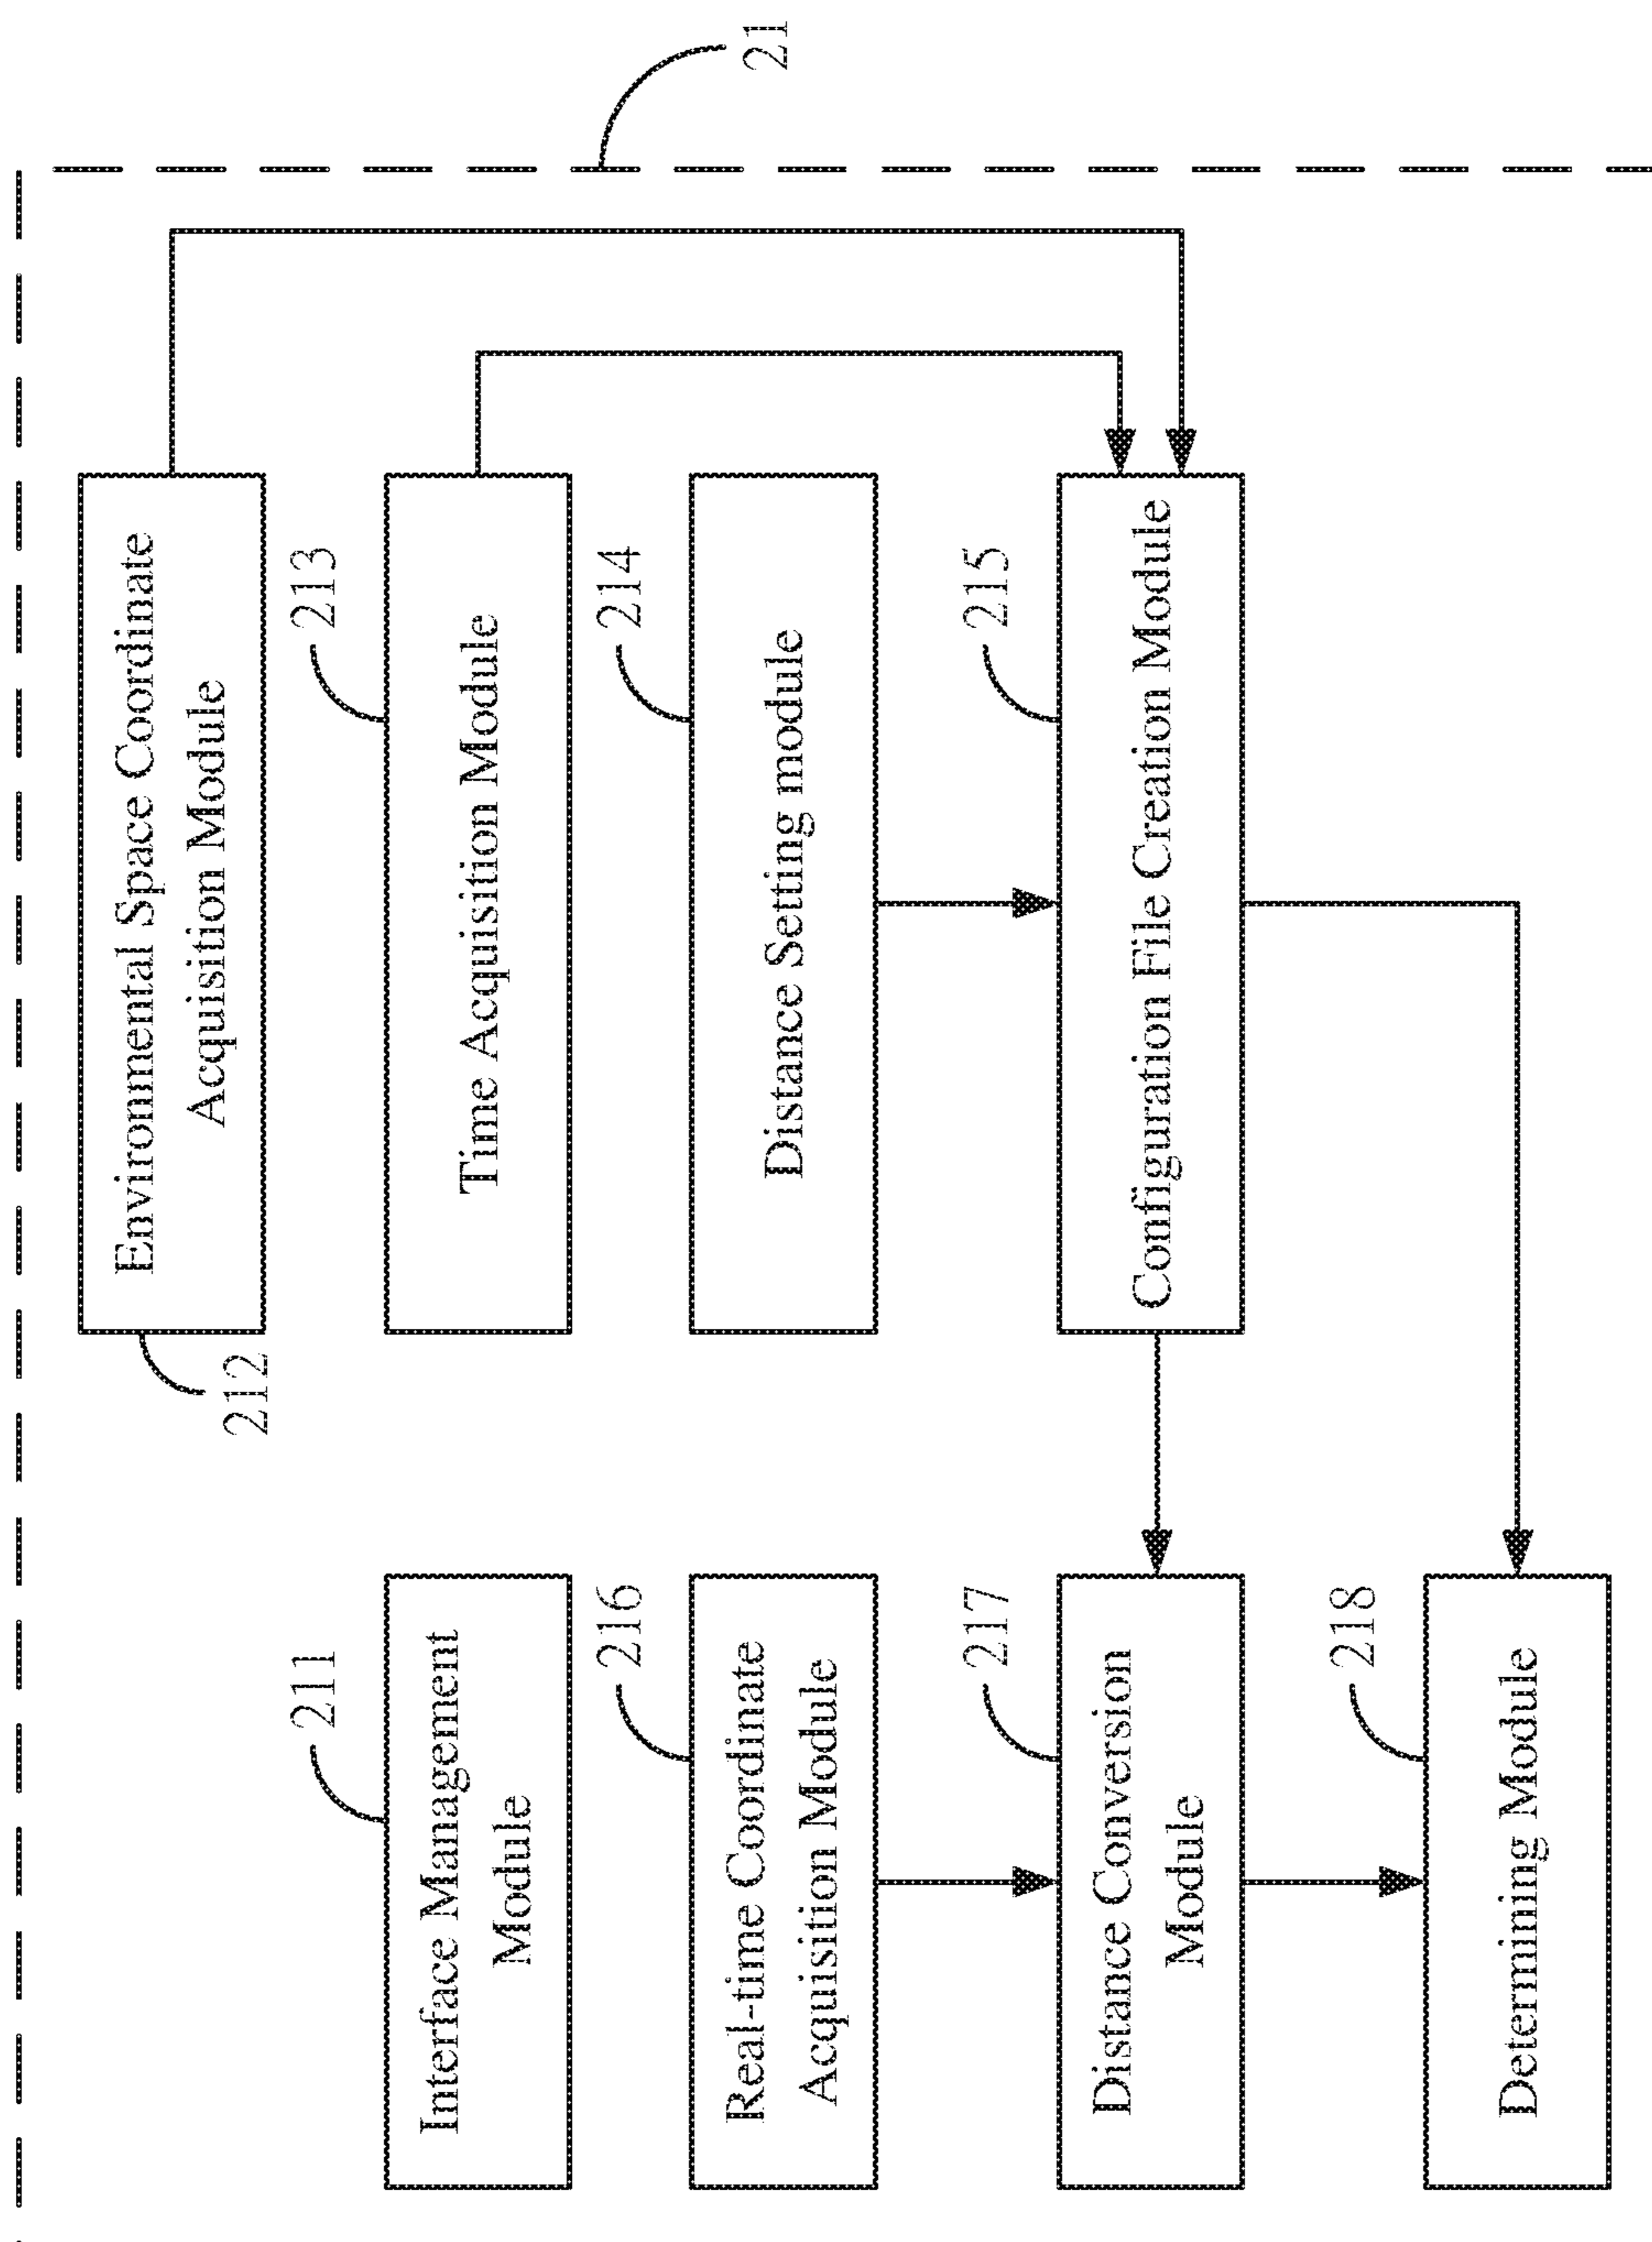 21
Environmental Space Coordinate
Acquisition Module
212
213
Time Acquisition Module
214
Distance Setting module
215
Configuration File Creation Module
211
Interface Management
Module
216
Real-time Coordinate
Acquisition Module
217
Distance Conversion
Module
218
Determining Module